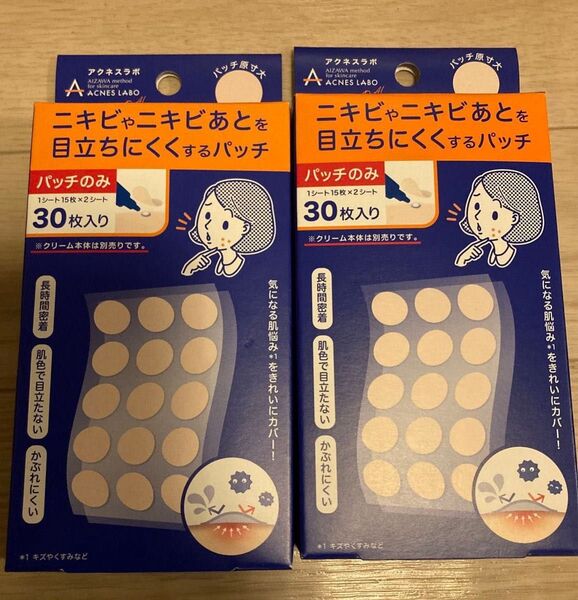 アクネスラボ
AIZAWA method
for skincare
ACNES LABO
パッチ原寸大
ニキビやニキビあとを
目立ちにくくするパッチ
パッチのみ
1シート15枚×2シート
30枚入り
※クリーム本体は別売りです。
気になる肌悩み*1をきれいにカバー!
長時間密着
肌色で目立たない
かぶれにくい
*1 キズやくすみなど
アクネスラボ
AIZAWA method
for skincare
ACNES LABO
パッチ原寸大
ニキビやニキビあとを
目立ちにくくするパッチ
パッチのみ
1シート15枚×2シート
30枚入り
※クリーム本体は別売りです。
気になる肌悩み*1をきれいにカバー!
長時間密着
肌色で目立たない
かぶれにくい
*1 キズやくすみなど